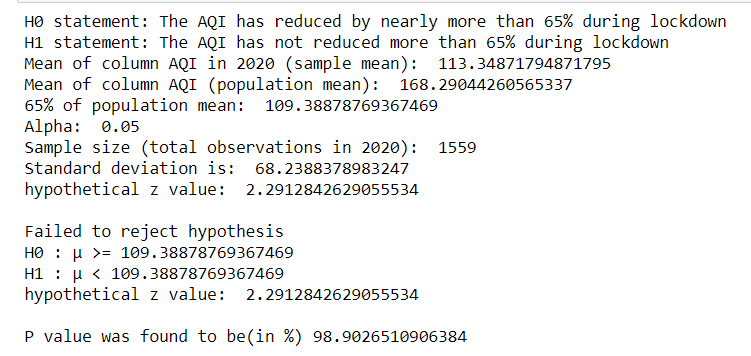 H0 statement: The AQI has reduced by nearly more than 65% during lockdown
H1 statement: The AQI has not reduced more than 65% during lockdown
Mean of column AQI in 2020 (sample mean):  113.34871794871795
Mean of column AQI (population mean):  168.29044260565337
65% of population mean:  109.38878769367469
Alpha:  0.05
Sample size (total observations in 2020):  1559
Standard deviation is:  68.2388378983247
hypothetical z value:  2.2912842629055534
Failed to reject hypothesis
H0 : μ >= 109.38878769367469
H1 : μ < 109.38878769367469
hypothetical z value:  2.2912842629055534
P value was found to be(in %) 98.9026510906384